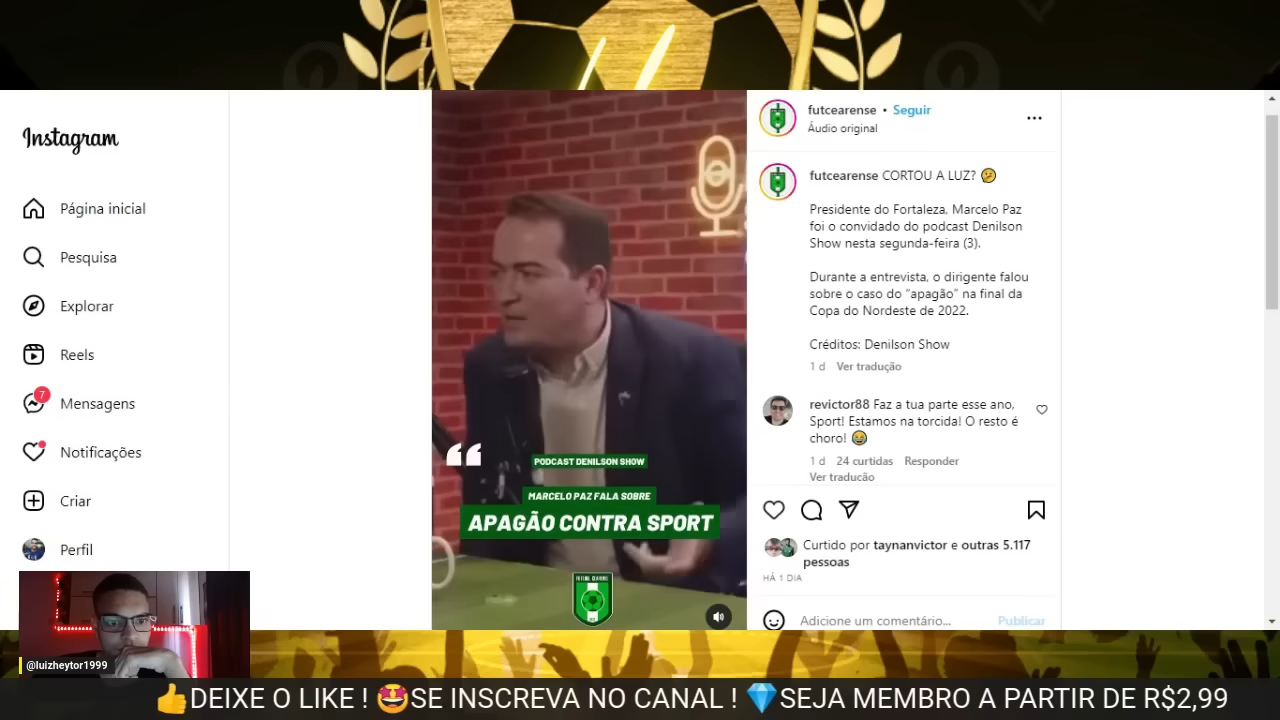 Instagram
Página inicial
Pesquisa
Explorar
Reels
7
Mensagens
Notificações
Criar
Perfil
@luizheytor1999
PODCAST DENILSON SHOW
MARCELO PAZ FALA SOBRE
APAGÃO CONTRA SPORT
futcearense • Seguir
Áudio original
futcearense CORTOU A LUZ? 🤔
Presidente do Fortaleza, Marcelo Paz
foi o convidado do podcast Denilson
Show nesta segunda-feira (3).
Durante a entrevista, o dirigente falou
sobre o caso do “apagão” na final da
Copa do Nordeste de 2022.
Créditos: Denilson Show
1 d Ver tradução
revictor88 Faz a tua parte esse ano,
Sport! Estamos na torcida! O resto é
choro! 😂
1 d 24 curtidas Responder
Ver tradução
Curtido por taynanvictor e outras 5.117
pessoas
HÁ 1 DIA
Adicione um comentário...
Publicar
👍DEIXE O LIKE ! 🤩SE INSCREVA NO CANAL ! 💎SEJA MEMBRO A PARTIR DE R$2,99